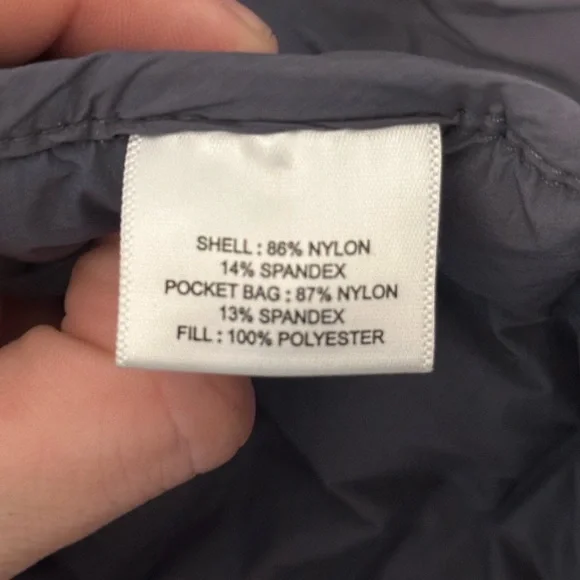 SHELL : 86% NYLON
14% SPANDEX
POCKET BAG : 87% NYLON
13% SPANDEX
FILL : 100% POLYESTER